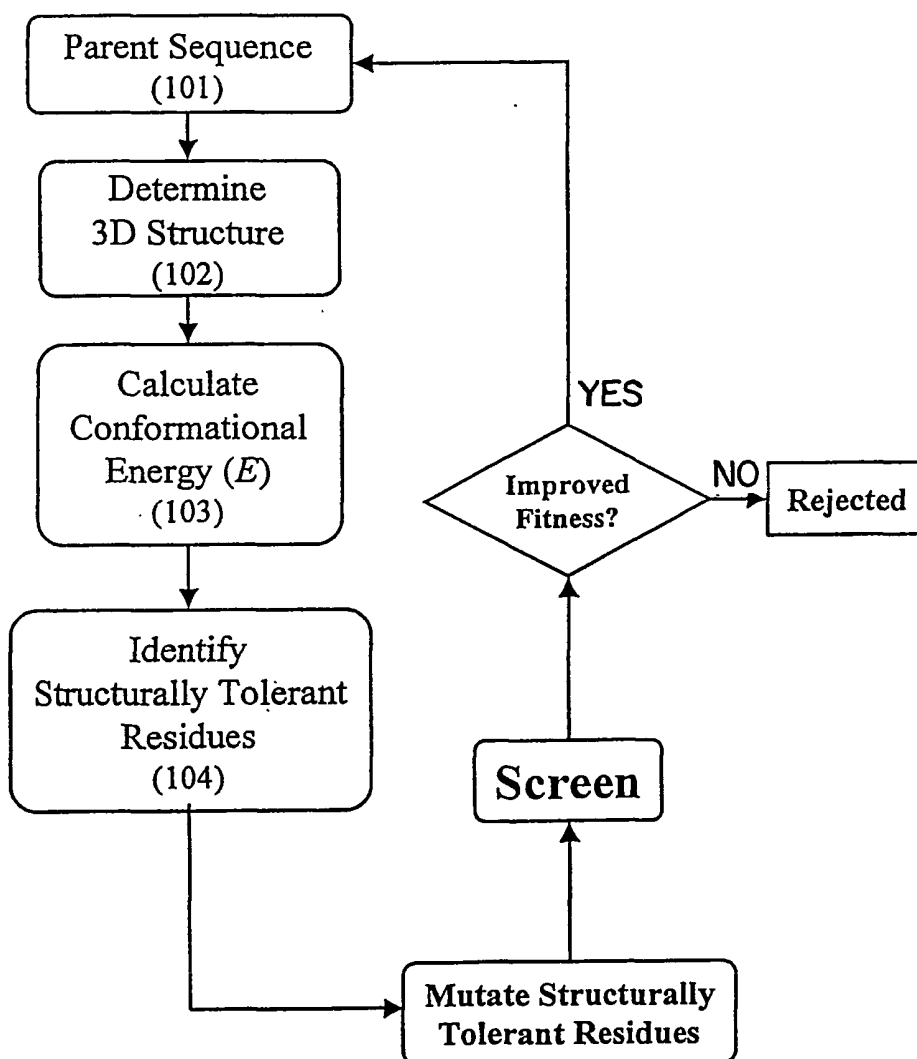 Parent Sequence
(101)
Determine
3D Structure
(102)
Calculate
Conformational
Energy (E)
(103)
Identify
Structurally Tolerant
Residues
(104)
Mutate Structurally
Tolerant Residues
Screen
Improved
Fitness?
YES
NO
Rejected